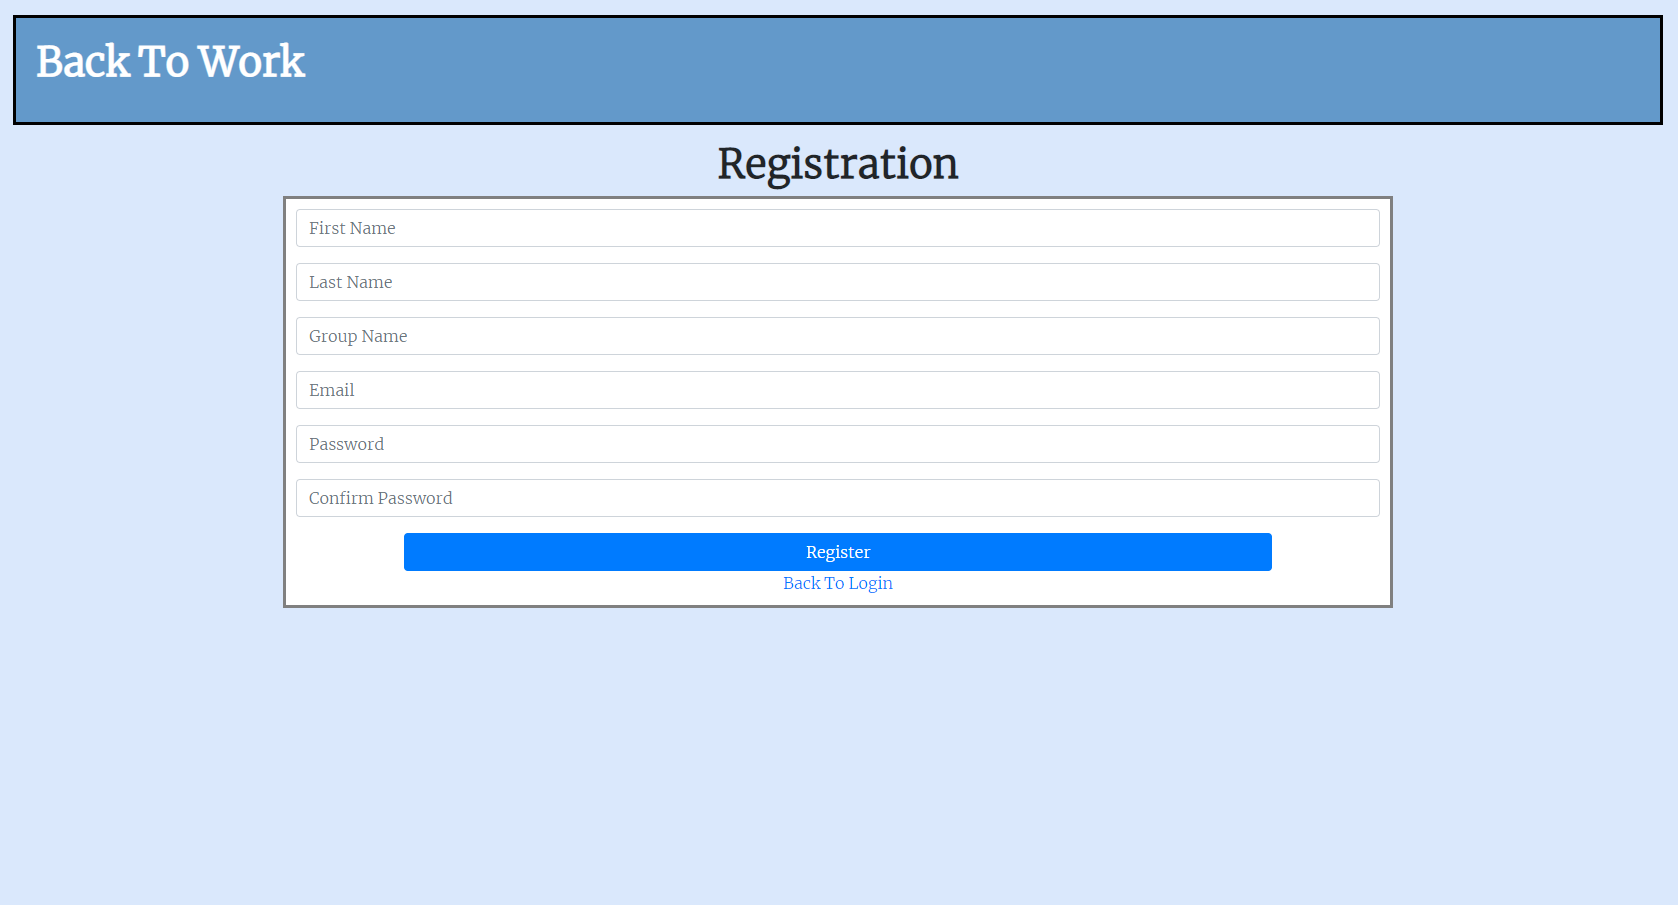 Back To Work
Registration
First Name
Last Name
Group Name
Email
Password
Confirm Password
Register
Back To Login